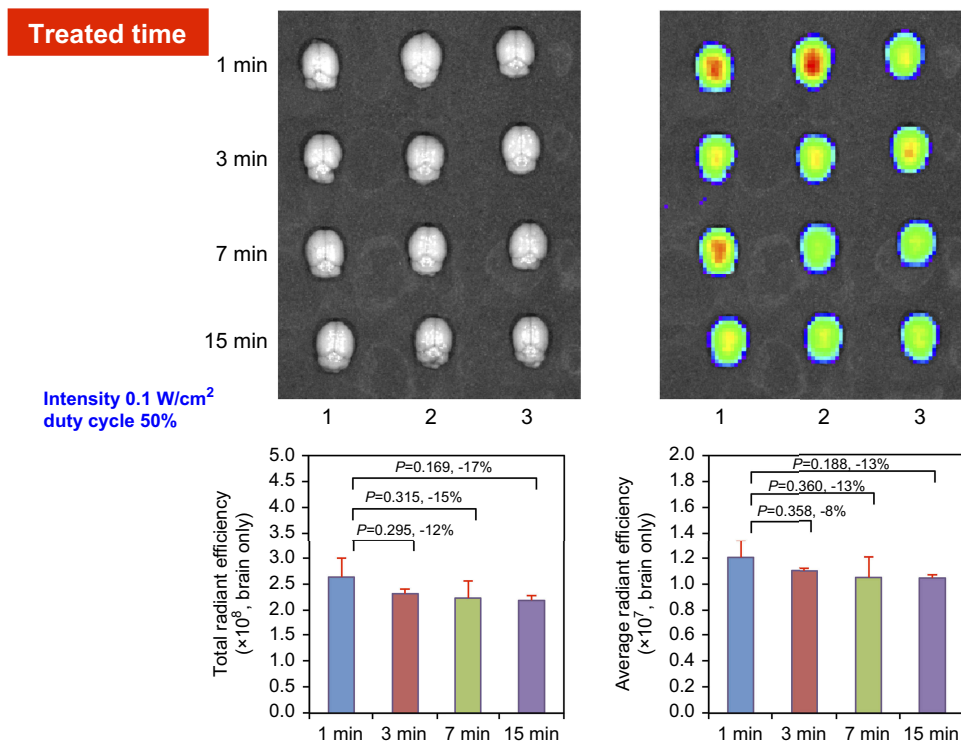 Treated time
1 min
3 min
7 min
15 min
Intensity 0.1 W/cm²
duty cycle 50%
1 2 3
1 2 3
Total radiant efficiency
(×10⁸, brain only)
5.0
4.5
4.0
3.5
3.0
2.5
2.0
1.5
1.0
0.5
0.0
P=0.169, -17%
P=0.315, -15%
P=0.295, -12%
1 min 3 min 7 min 15 min
Average radiant efficiency
(×10⁷, brain only)
2.0
1.8
1.6
1.4
1.2
1.0
0.8
0.6
0.4
0.2
0.0
P=0.188, -13%
P=0.360, -13%
P=0.358, -8%
1 min 3 min 7 min 15 min